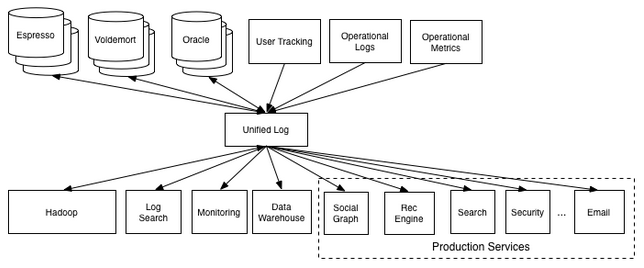 Espresso
Voldemort
Oracle
User Tracking
Operational
Logs
Operational
Metrics
Unified Log
Hadoop
Log
Search
Monitoring
Data
Warehouse
Social
Graph
Rec
Engine
Search
Security
...
Email
Production Services